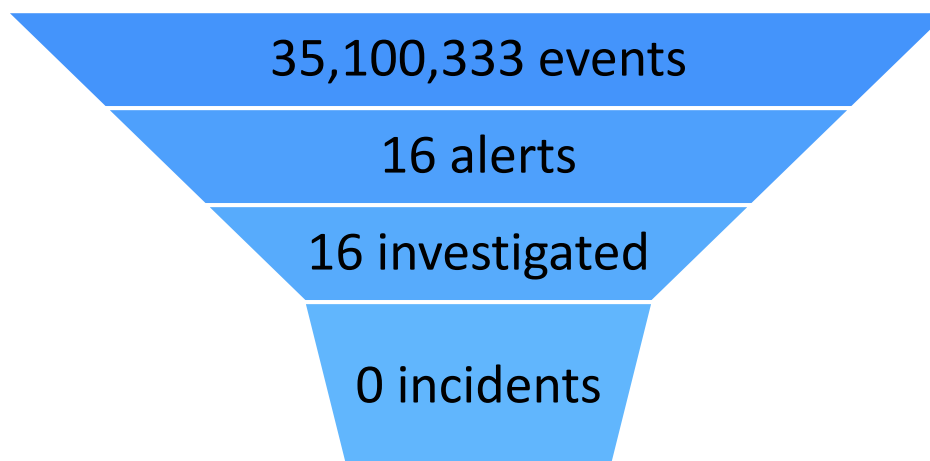 35,100,333 events
16 alerts
16 investigated
0 incidents